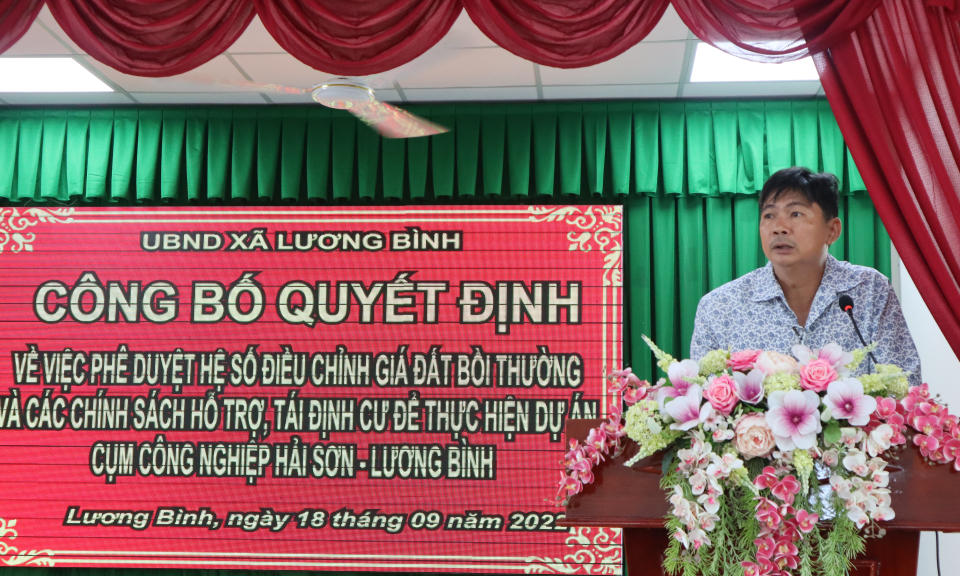 UBND XÃ LƯƠNG BÌNH
CÔNG BỐ QUYẾT ĐỊNH
VỀ VIỆC PHÊ DUYỆT HỆ SỐ ĐIỀU CHỈNH GIÁ ĐẤT BỒI THƯỜNG
VÀ CÁC CHÍNH SÁCH HỖ TRỢ, TÁI ĐỊNH CƯ ĐỂ THỰC HIỆN DỰ ÁN
CỤM CÔNG NGHIỆP HẢI SƠN - LƯƠNG BÌNH
Lương Bình, ngày 18 tháng 09 năm